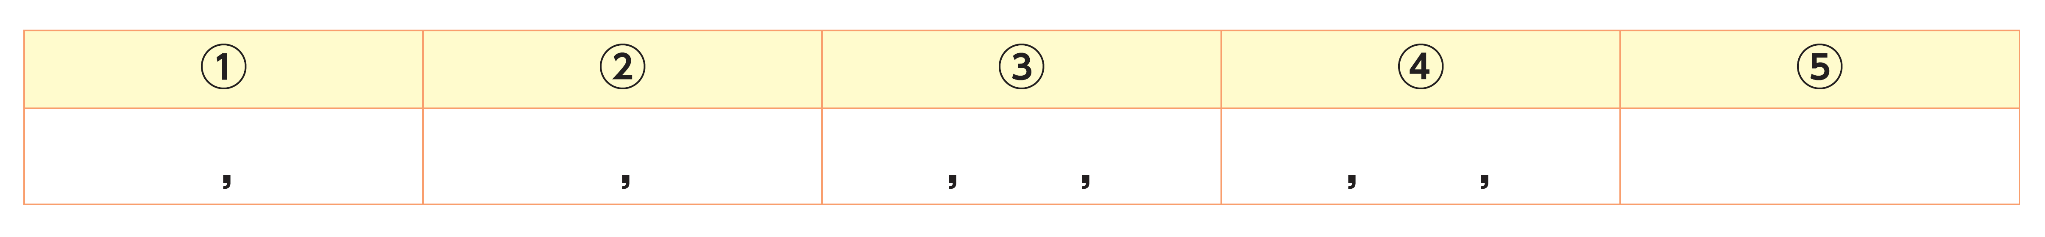 ① ② ③ ④ ⑤
, , , , , ,